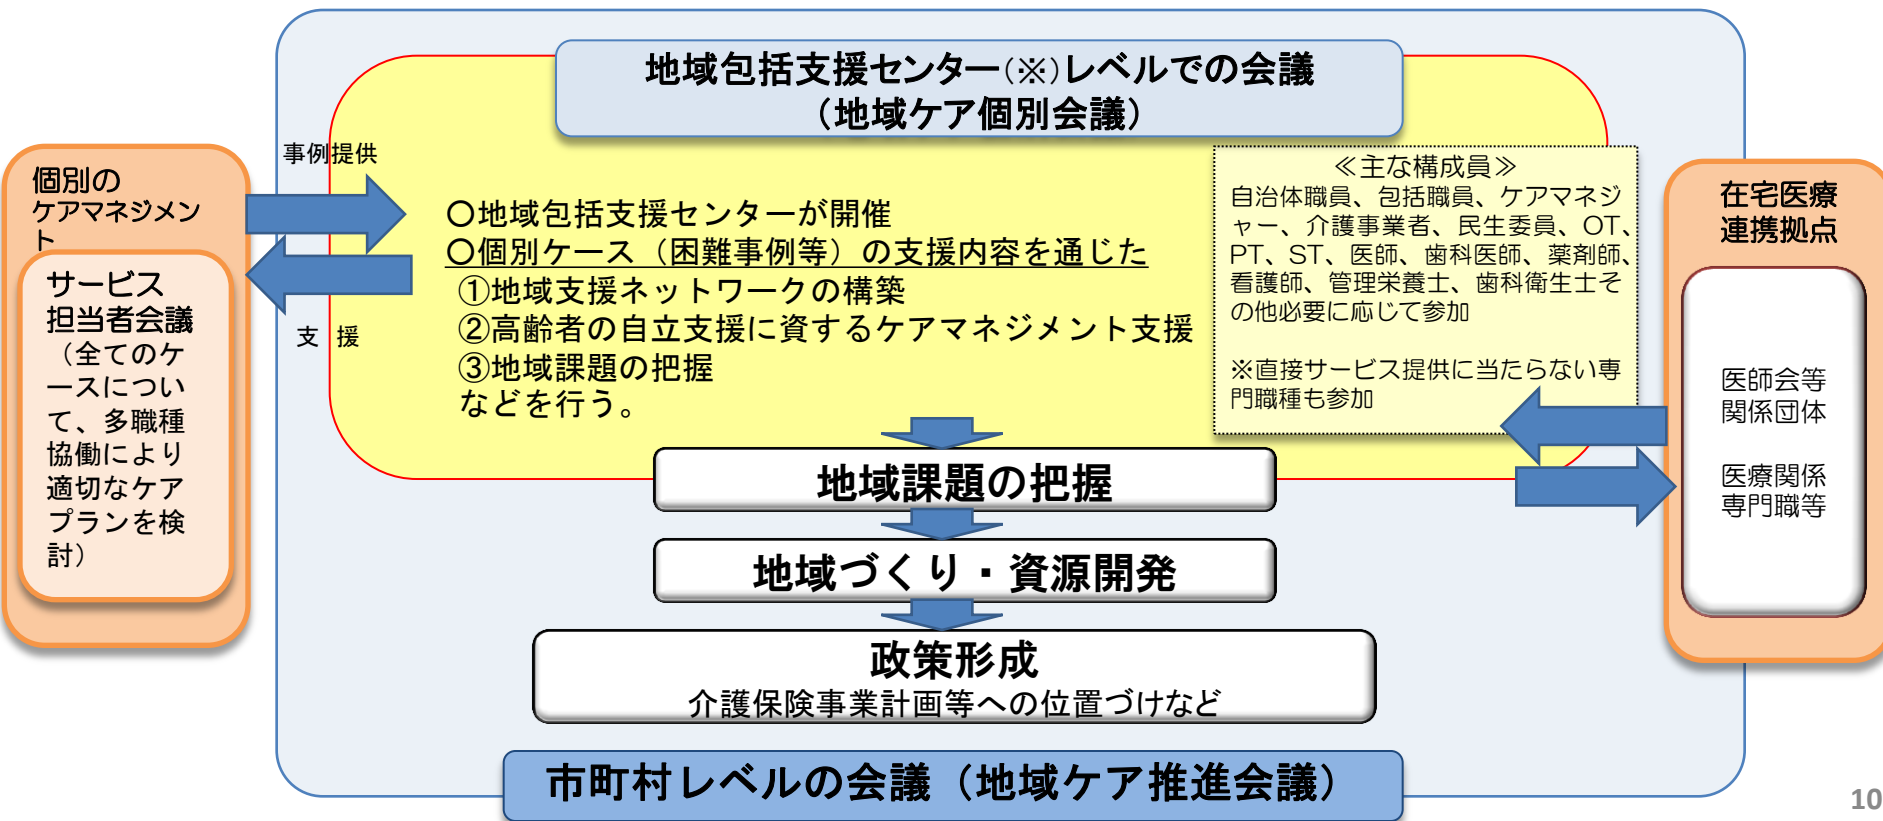 地域包括支援センター(※)レベルでの会議
（地域ケア個別会議）
事例提供
個別の
ケアマネジメン
ト
サービス
担当者会議
（全てのケ
ースについ
て、多職種
協働により
適切なケア
プランを検
討）
支　援
〇地域包括支援センターが開催
〇個別ケース（困難事例等）の支援内容を通じた
①地域支援ネットワークの構築
②高齢者の自立支援に資するケアマネジメント支援
③地域課題の把握
などを行う。
≪主な構成員≫
自治体職員、包括職員、ケアマネジ
ャー、介護事業者、民生委員、OT、
PT、ST、医師、歯科医師、薬剤師、
看護師、管理栄養士、歯科衛生士そ
の他必要に応じて参加
※直接サービス提供に当たらない専
門職種も参加
在宅医療
連携拠点
医師会等
関係団体
医療関係
専門職等
地域課題の把握
地域づくり・資源開発
政策形成
介護保険事業計画等への位置づけなど
市町村レベルの会議（地域ケア推進会議）
10